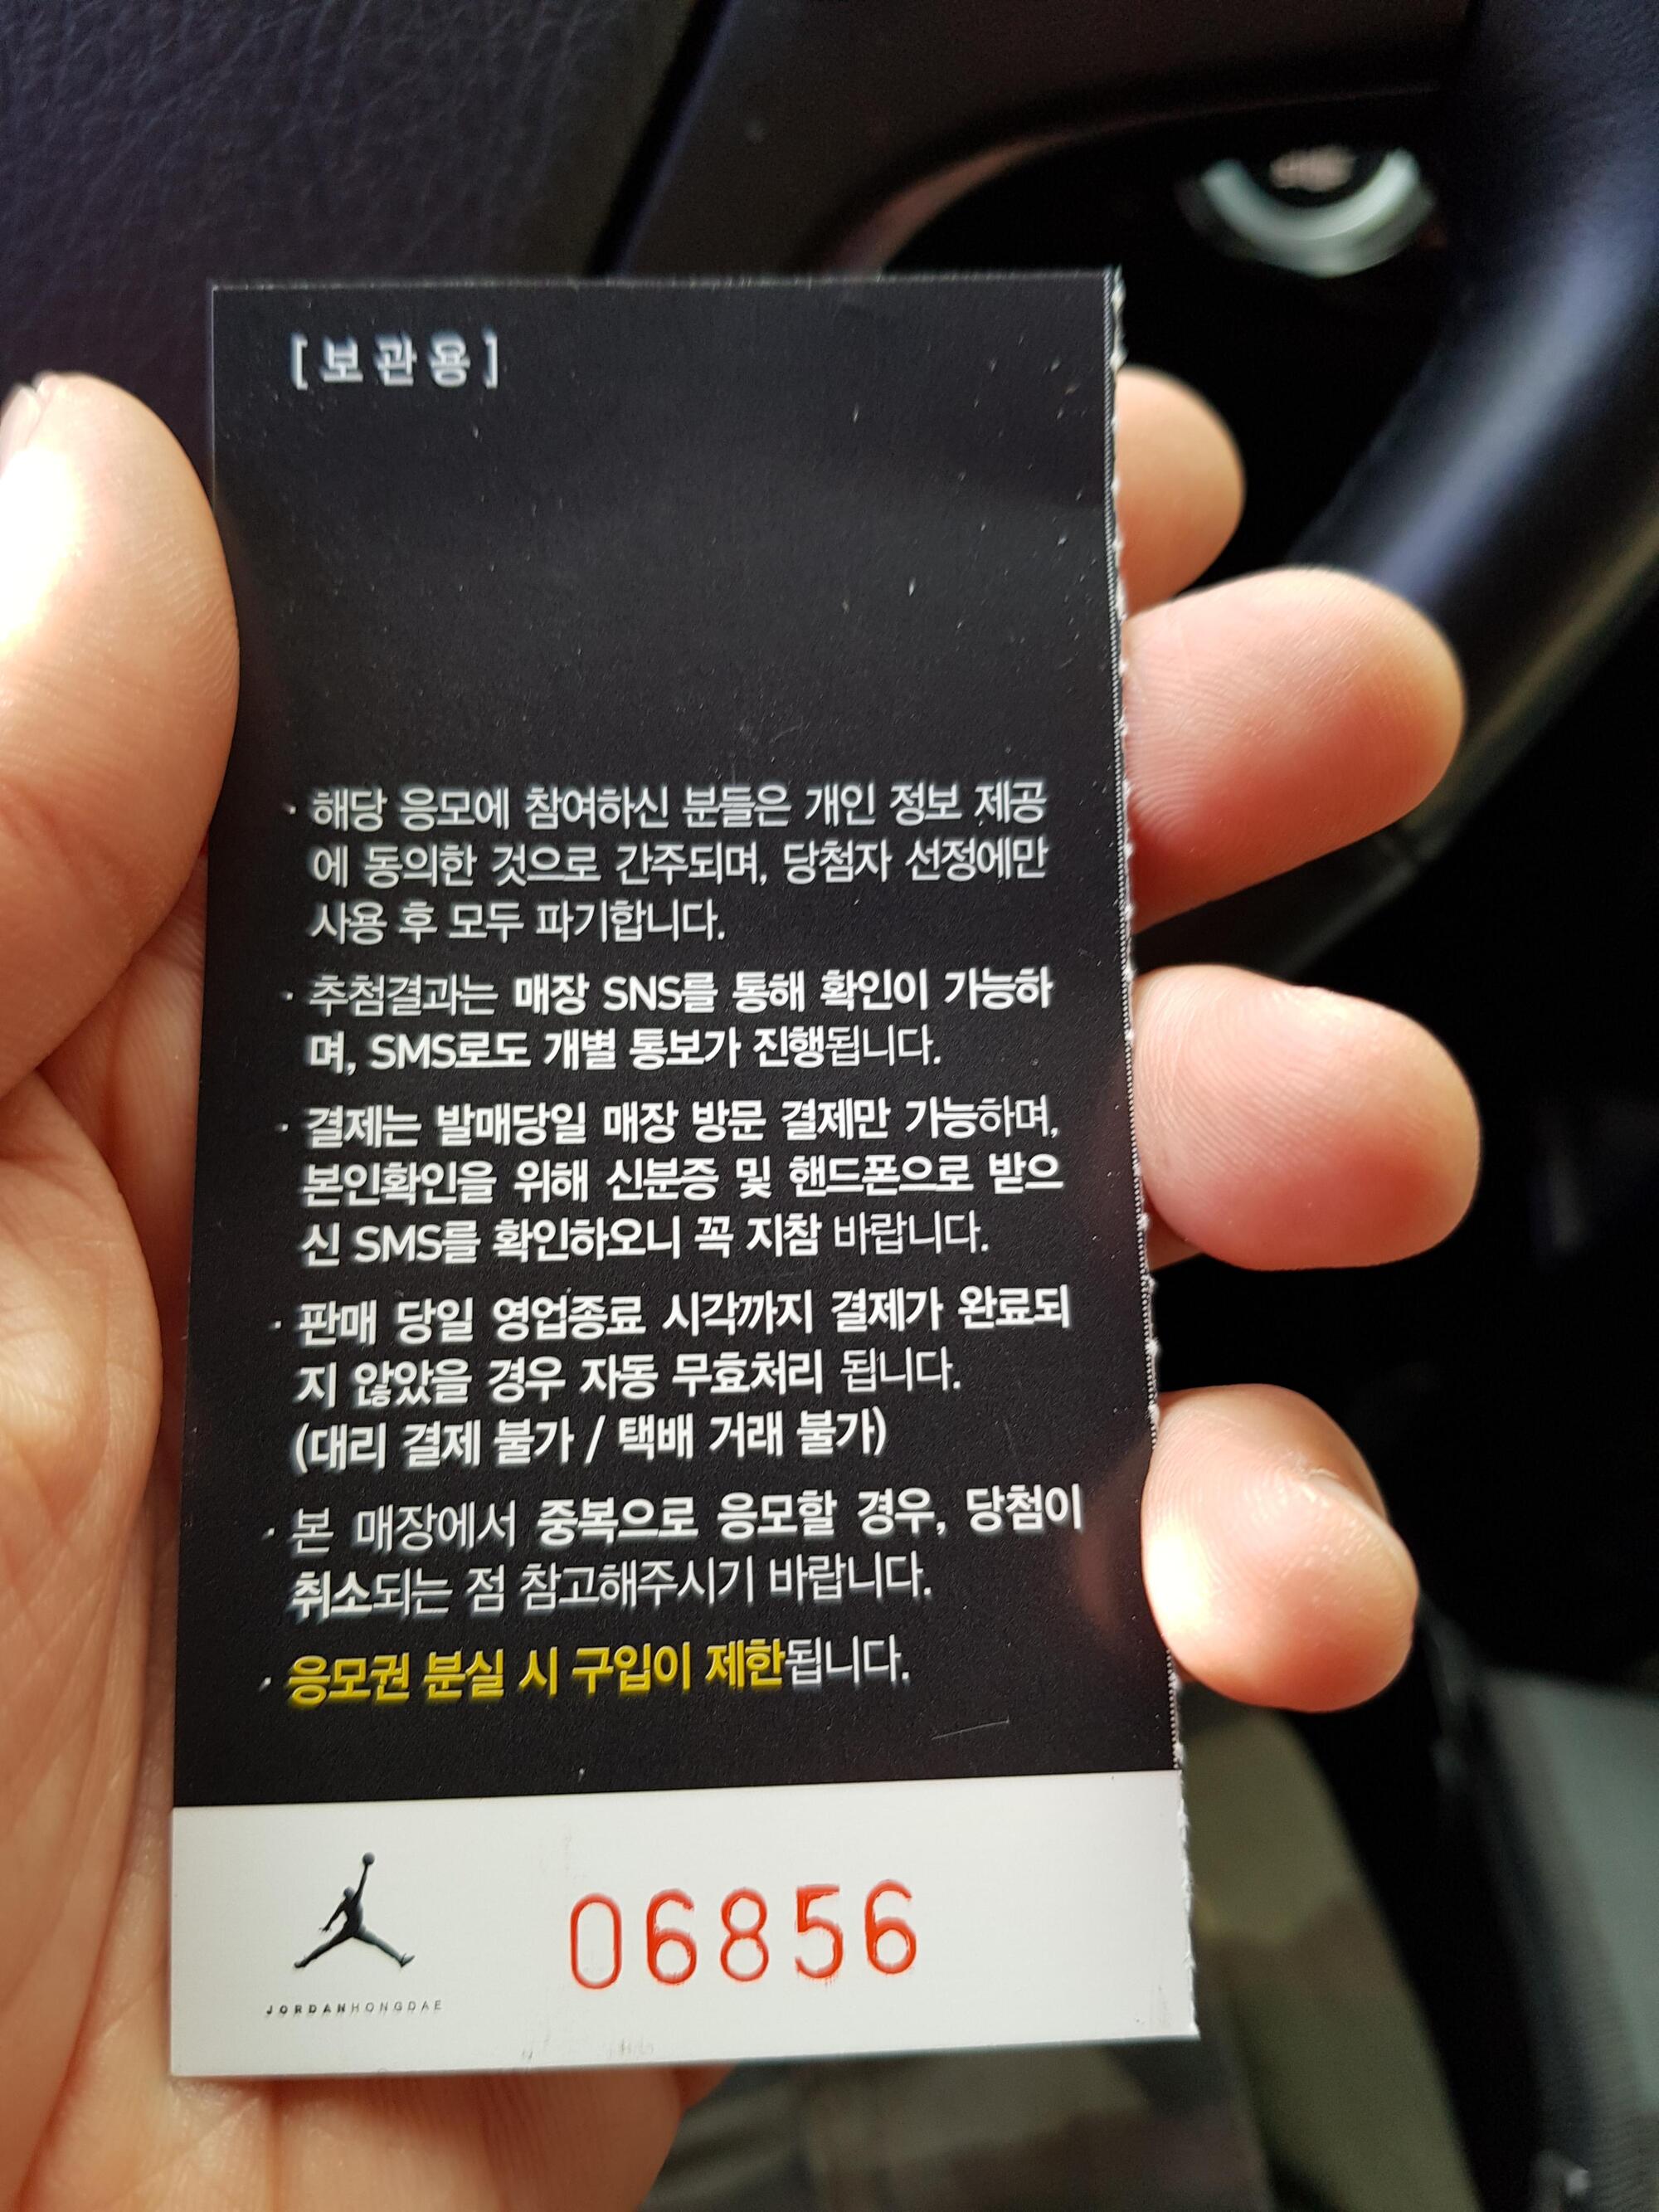 [보관용]
· 해당 응모에 참여하신 분들은 개인 정보 제공
에 동의한 것으로 간주되며, 당첨자 선정에만
사용 후 모두 파기합니다.
· 추첨결과는 매장 SNS를 통해 확인이 가능하
며, SMS로도 개별 통보가 진행됩니다.
· 결제는 발매당일 매장 방문 결제만 가능하며,
본인확인을 위해 신분증 및 핸드폰으로 받으
신 SMS를 확인하오니 꼭 지참 바랍니다.
· 판매 당일 영업종료 시각까지 결제가 완료되
지 않았을 경우 자동 무효처리 됩니다.
(대리 결제 불가 / 택배 거래 불가)
· 본 매장에서 중복으로 응모할 경우, 당첨이
취소되는 점 참고해주시기 바랍니다.
· 응모권 분실 시 구입이 제한됩니다.
06856
JORDANHONGDAE